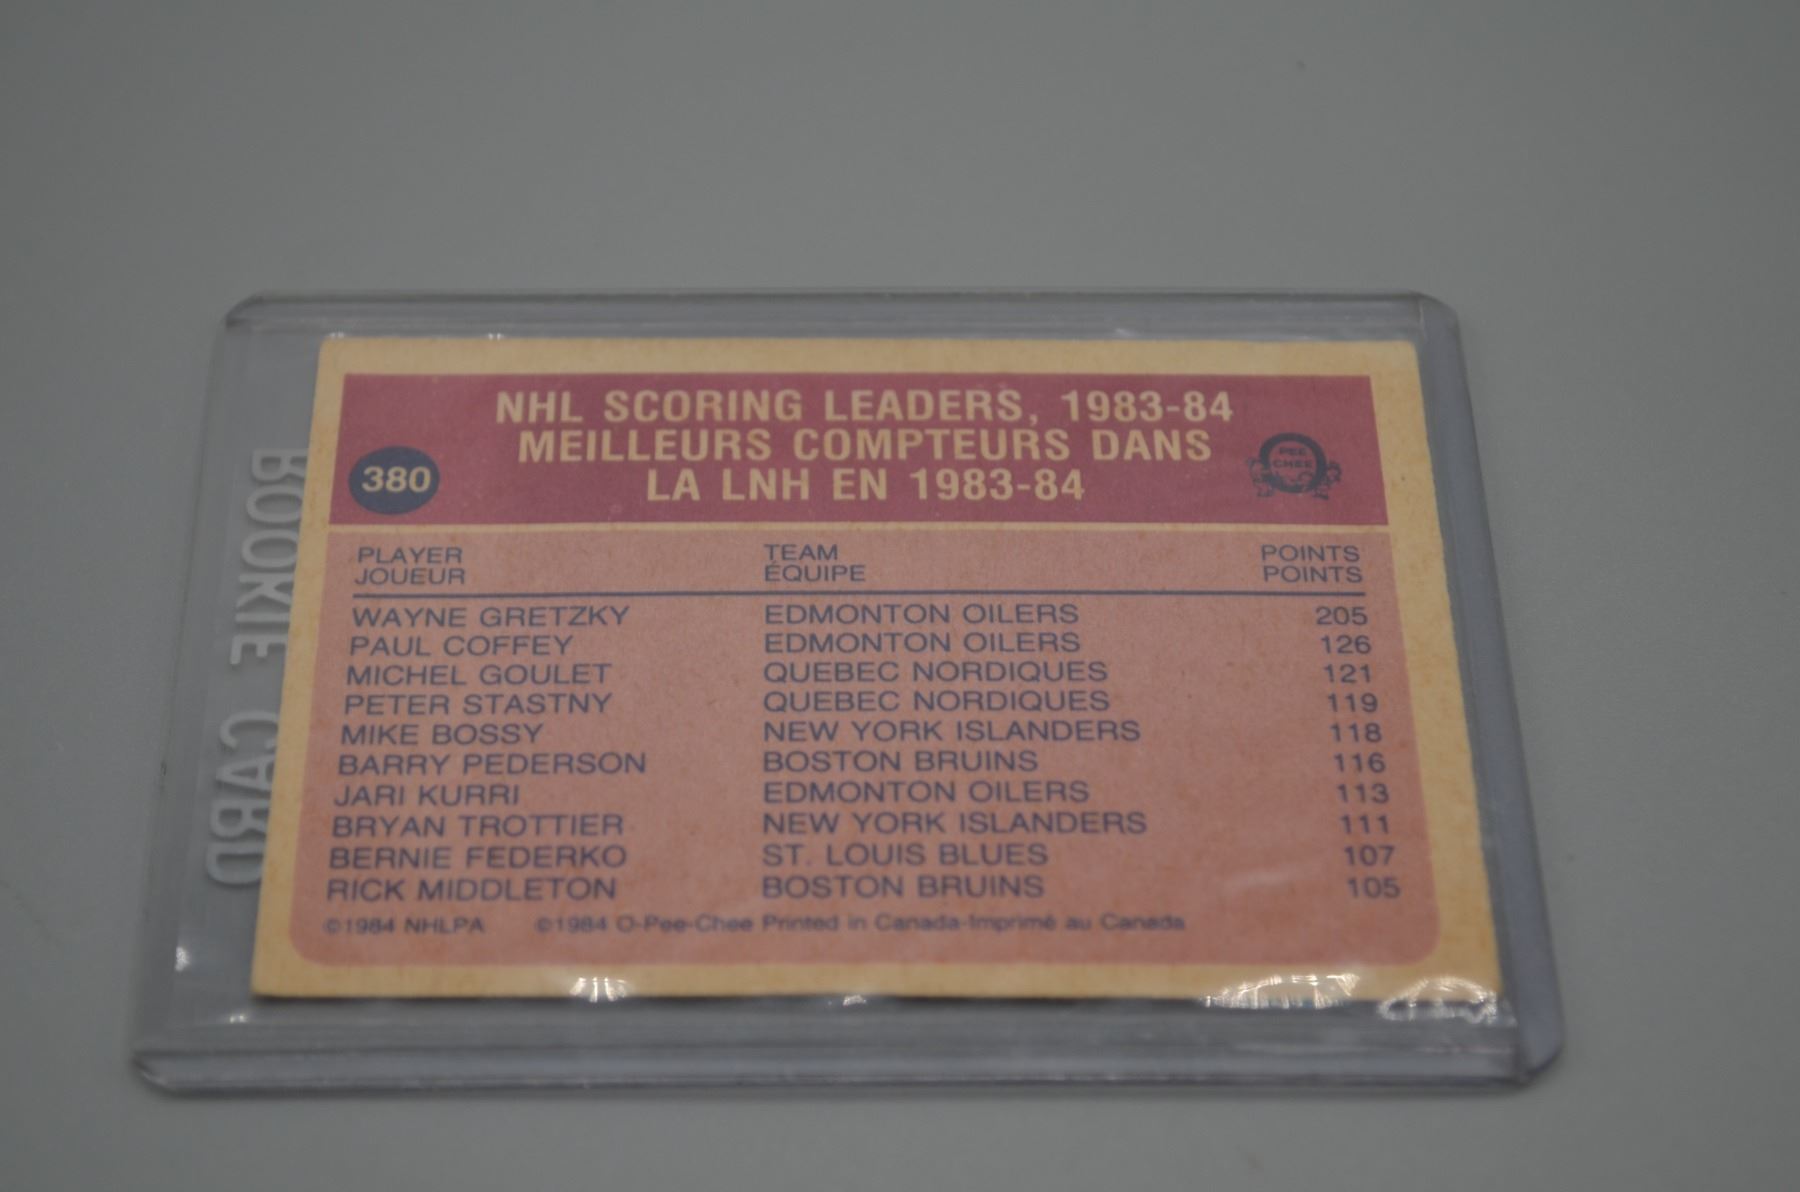 NHL SCORING LEADERS, 1983-84
MEILLEURS COMPTEURS DANS
LA LNH EN 1983-84
380
PEE
CHEE
PLAYER TEAM POINTS
JOUEUR ÉQUIPE POINTS
WAYNE GRETZKY EDMONTON OILERS 205
PAUL COFFEY EDMONTON OILERS 126
MICHEL GOULET QUEBEC NORDIQUES 121
PETER STASTNY QUEBEC NORDIQUES 119
MIKE BOSSY NEW YORK ISLANDERS 118
BARRY PEDERSON BOSTON BRUINS 116
JARI KURRI EDMONTON OILERS 113
BRYAN TROTTIER NEW YORK ISLANDERS 111
BERNIE FEDERKO ST. LOUIS BLUES 107
RICK MIDDLETON BOSTON BRUINS 105
©1984 NHLPA ©1984 O-Pee-Chee Printed in Canada-Imprimé au Canada
ROOKIE CARD